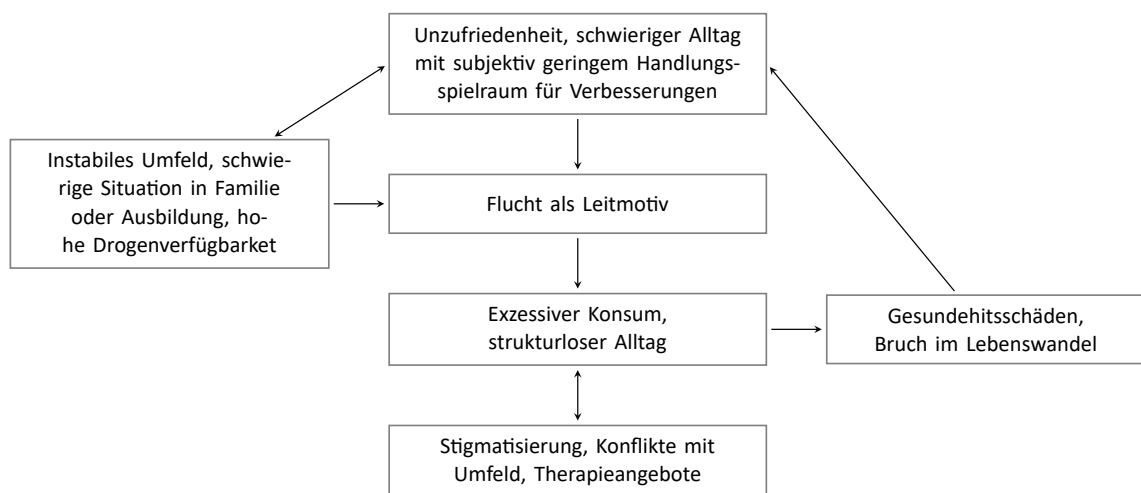 Unzufriedenheit, schwieriger Alltag
mit subjektiv geringem Handlungs-
spielraum für Verbesserungen
Instabiles Umfeld, schwie-
rige Situation in Familie
oder Ausbildung, ho-
he Drogenverfügbarket
Flucht als Leitmotiv
Exzessiver Konsum,
strukturloser Alltag
Gesundehitsschäden,
Bruch im Lebenswandel
Stigmatisierung, Konflikte mit
Umfeld, Therapieangebote